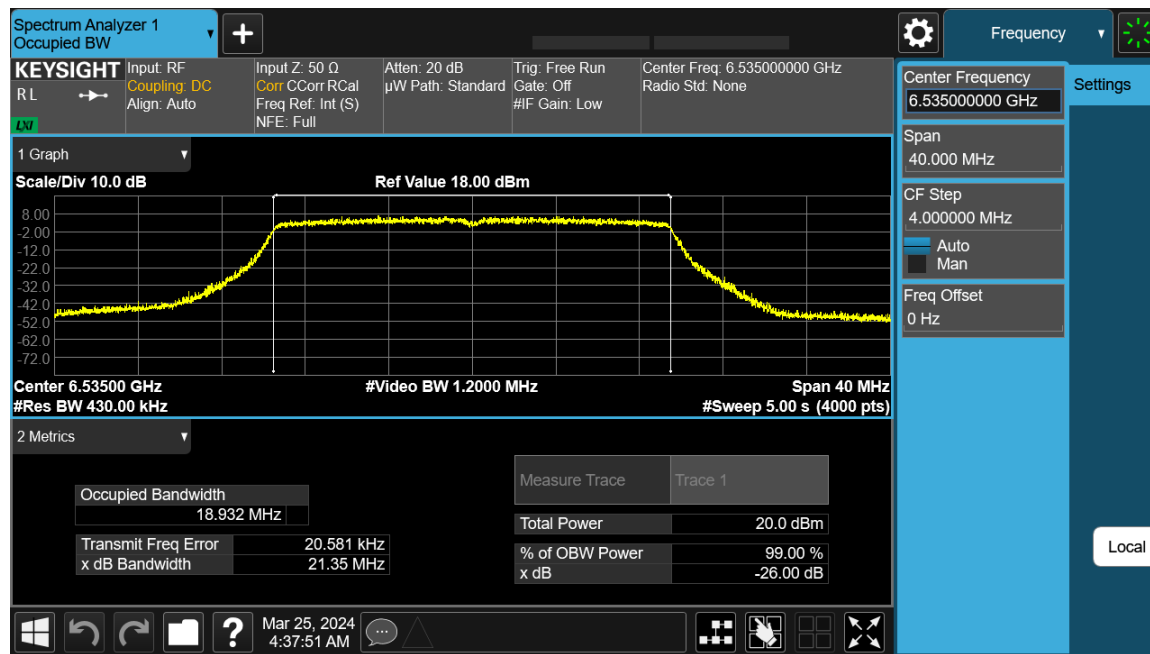 Spectrum Analyzer 1
Occupied BW
+
Frequency
KEYSIGHT
R L
LXI
Input: RF
Coupling: DC
Align: Auto
Input Z: 50 Ω
Corr CCorr RCal
Freq Ref: Int (S)
NFE: Full
Atten: 20 dB
µW Path: Standard
Trig: Free Run
Gate: Off
#IF Gain: Low
Center Freq: 6.535000000 GHz
Radio Std: None
Center Frequency
6.535000000 GHz
Settings
Span
40.000 MHz
CF Step
4.000000 MHz
Auto
Man
Freq Offset
0 Hz
Local
1 Graph
Scale/Div 10.0 dB
Ref Value 18.00 dBm
8.00
-2.00
-12.0
-22.0
-32.0
-42.0
-52.0
-62.0
-72.0
Center 6.53500 GHz
#Video BW 1.2000 MHz
Span 40 MHz
#Res BW 430.00 kHz
#Sweep 5.00 s (4000 pts)
2 Metrics
Measure Trace
Trace 1
Occupied Bandwidth
18.932 MHz
Total Power
20.0 dBm
Transmit Freq Error
20.581 kHz
% of OBW Power
99.00 %
x dB Bandwidth
21.35 MHz
x dB
-26.00 dB
?
Mar 25, 2024
4:37:51 AM